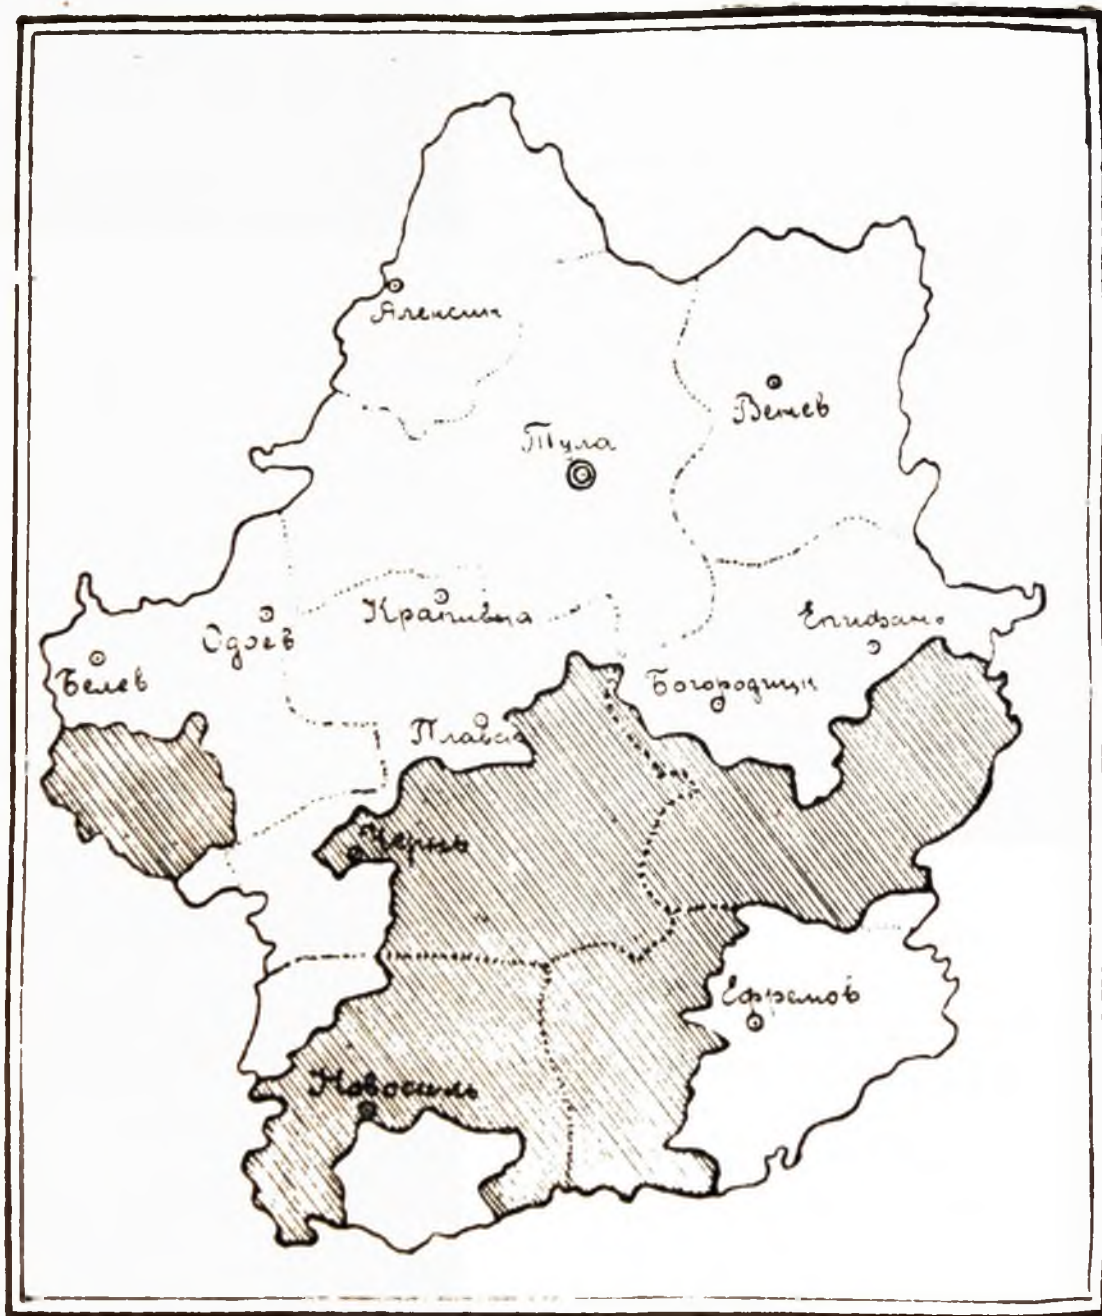 Алексин
Венев
Тула
Крапивна
Епифань
Одоев
Белев
Богородицк
Плавск
Чернь
Ефремов
Новосиль